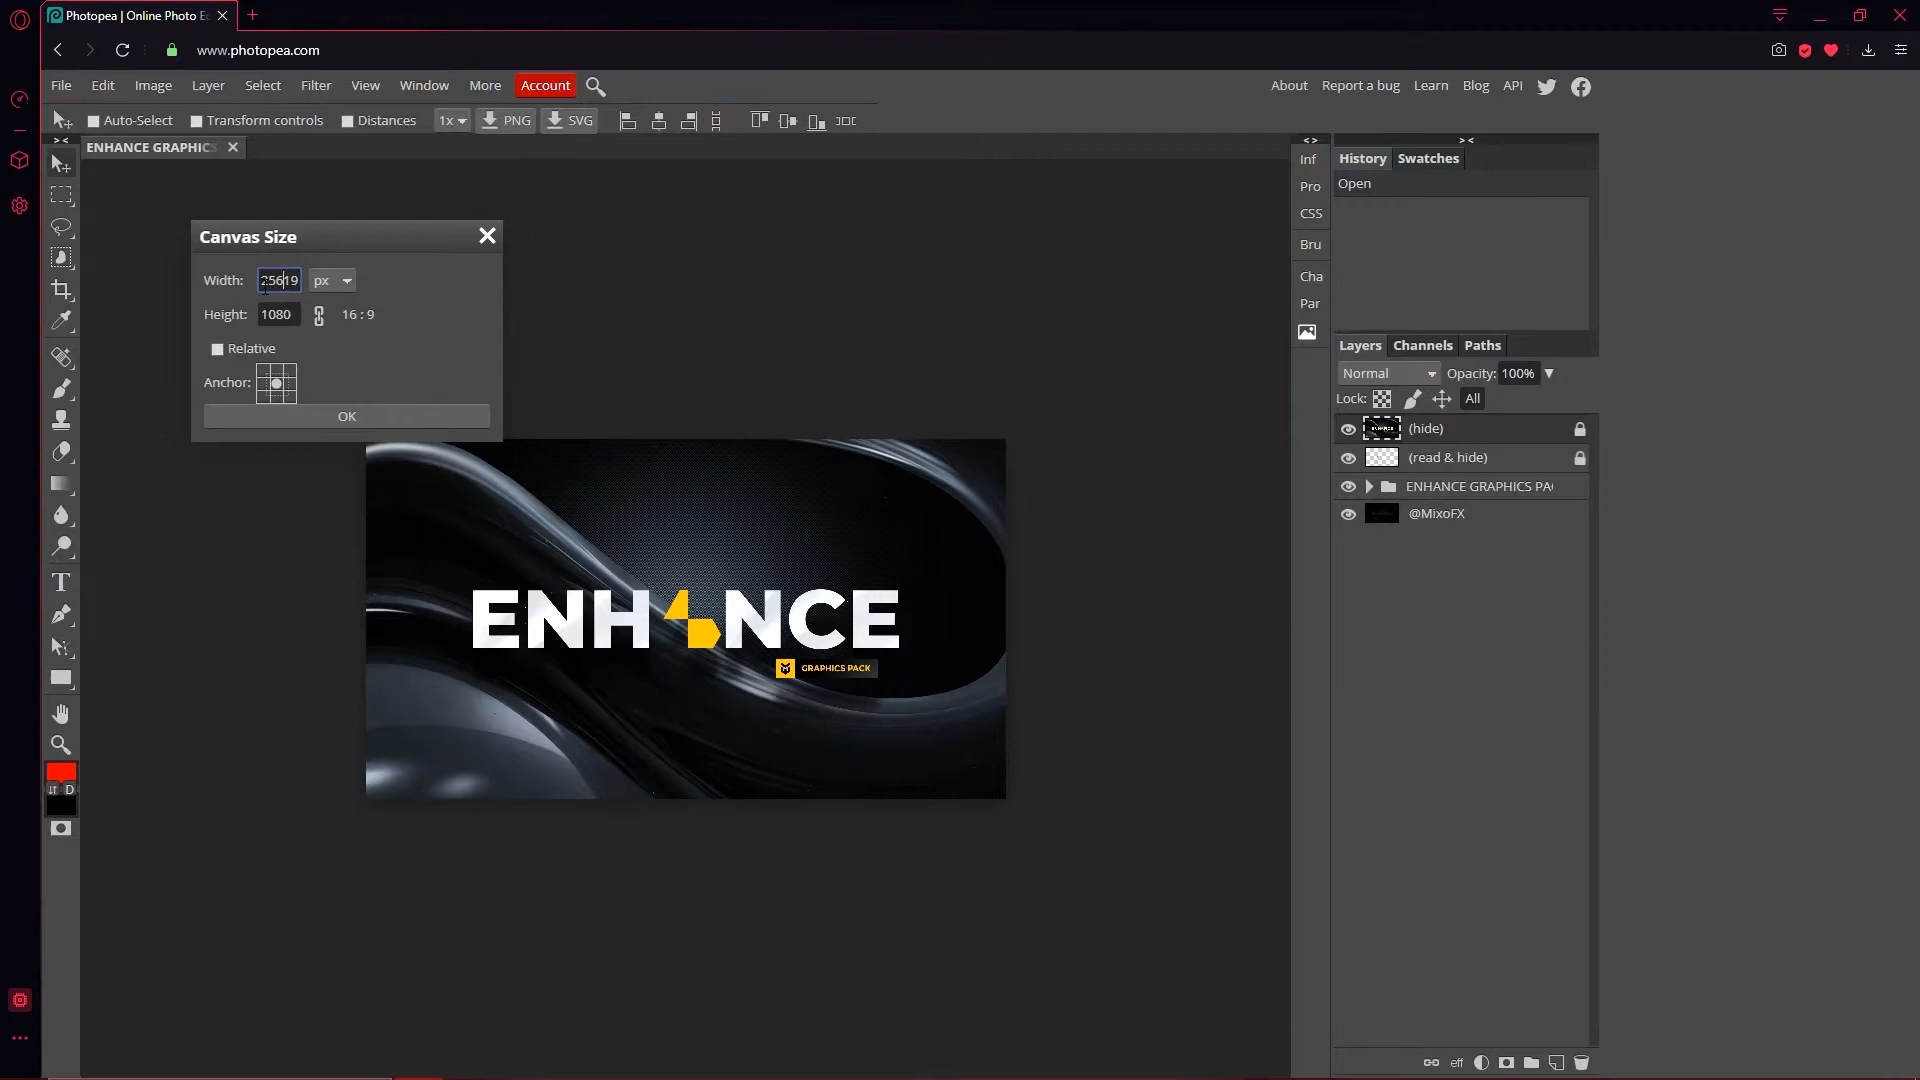 Photopea | Online Photo Ec
www.photopea.com
File Edit Image Layer Select Filter View Window More Account About Report a bug Learn Blog API
Auto-Select Transform controls Distances 1x PNG SVG
ENHANCE GRAPHICS
Inf
Pro
CSS
Bru
Cha
Par
History Swatches
Open
Canvas Size
Width: 25619 px
Height: 1080 16 : 9
Relative
Anchor:
OK
Layers Channels Paths
Normal Opacity: 100%
Lock: All
(hide)
(read & hide)
ENHANCE GRAPHICS PA
@MixoFX
ENH NCE
GRAPHICS PACK
T
D
eff